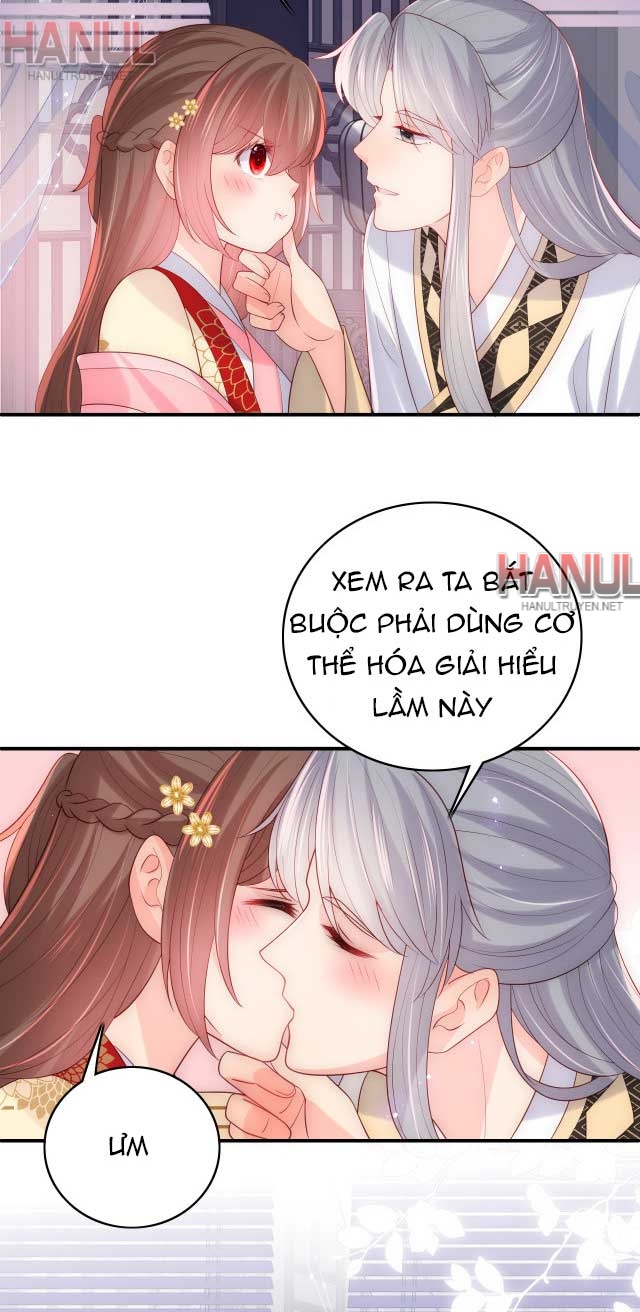 HANUL
HANULTRUYEN.NET
XEM RA TA BẮT
HANUL
HANULTRUYEN.NET
BUỘC PHẢI DÙNG CƠ
THỂ HÓA GIẢI HIỂU
LẦM NÀY
ƯM